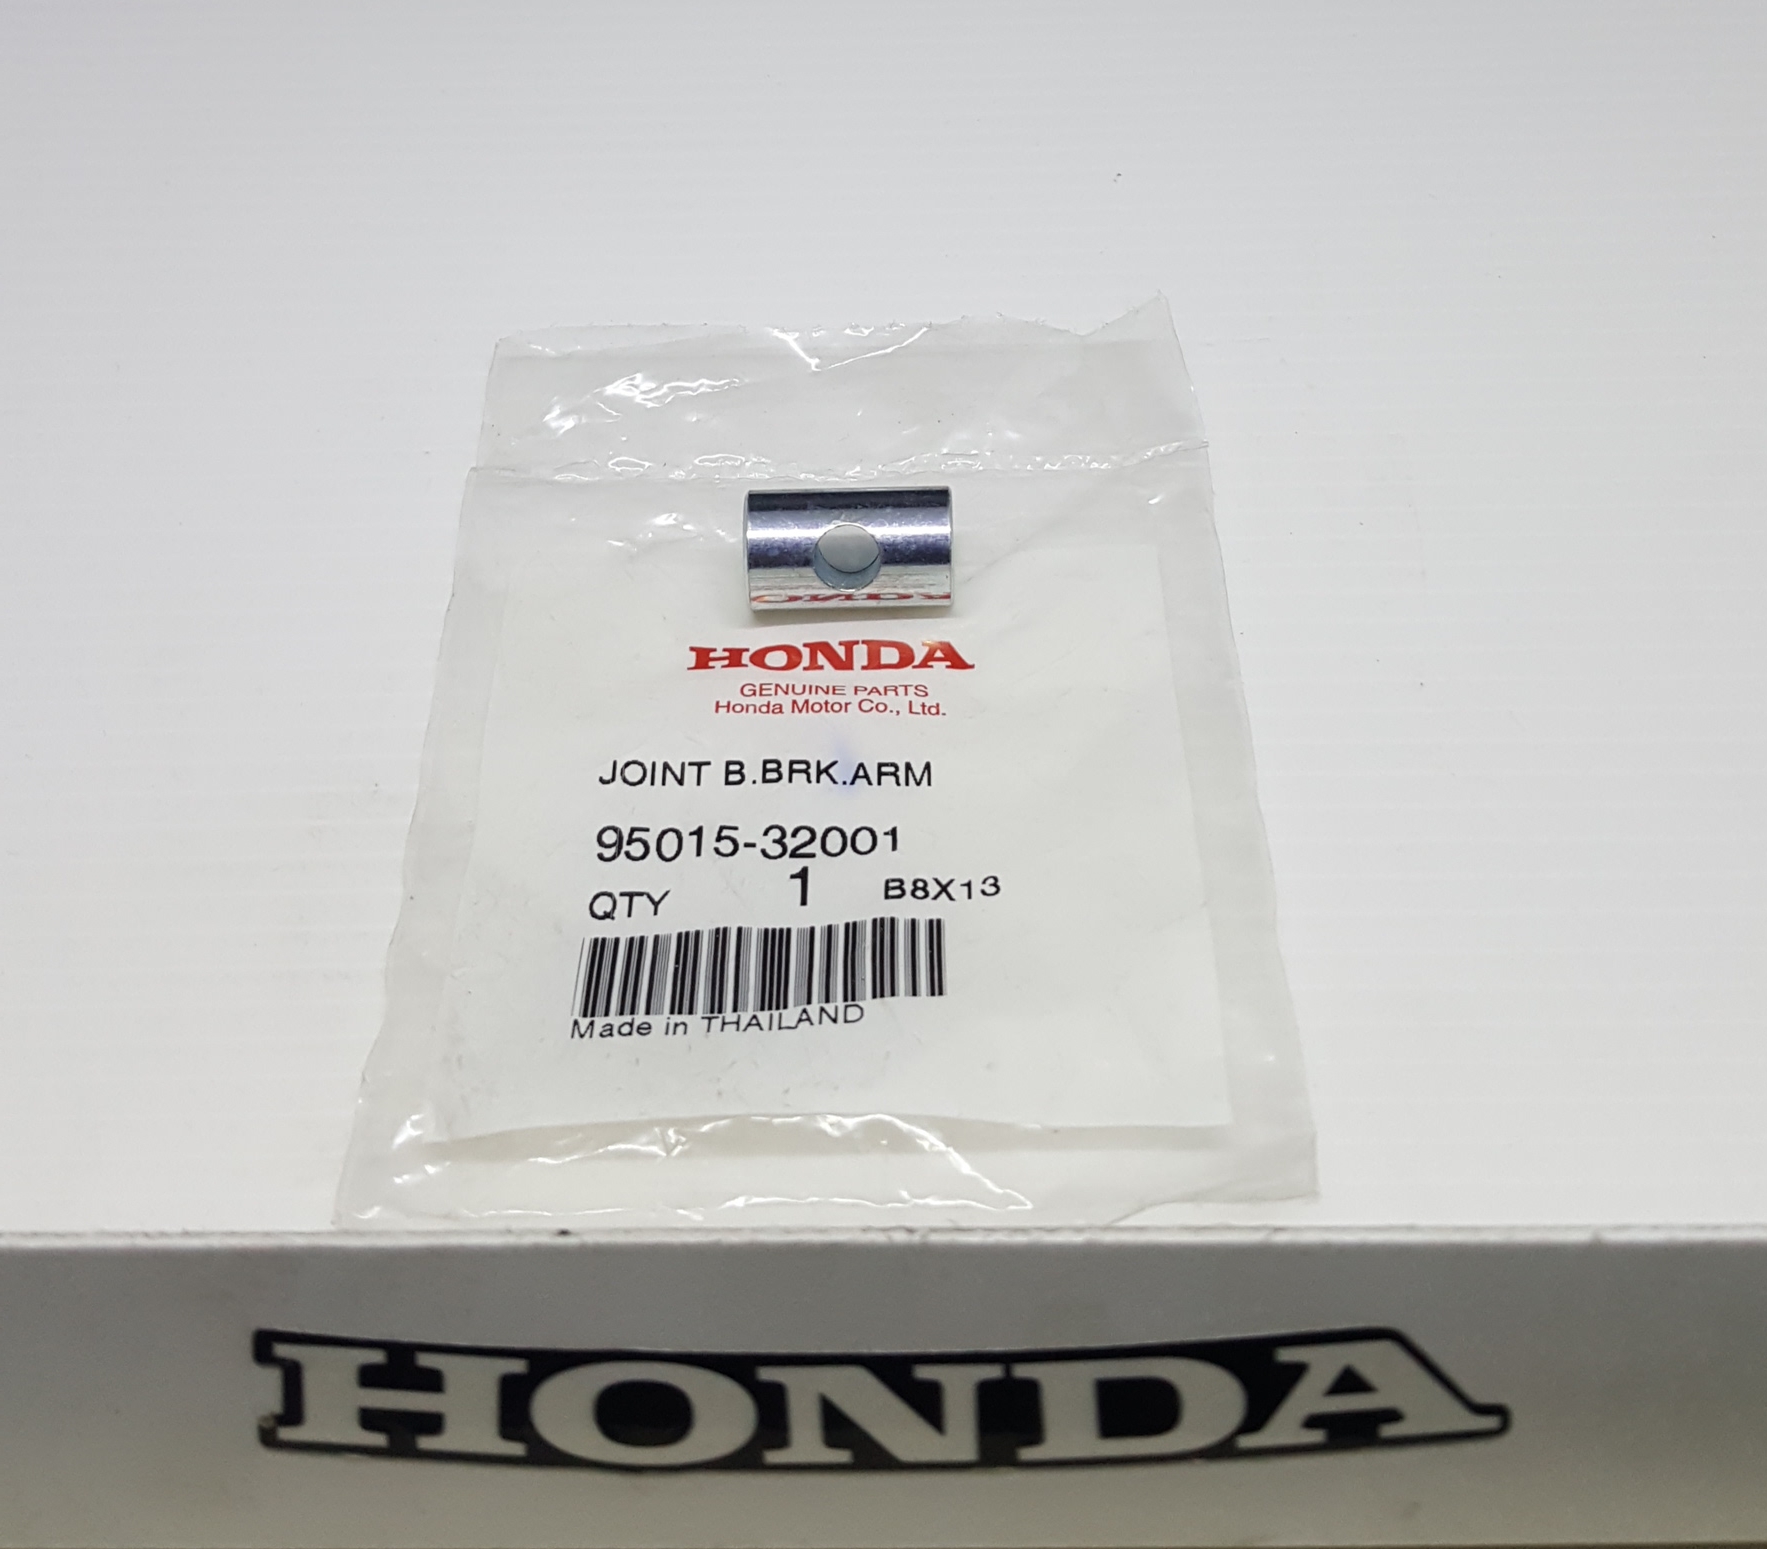 HONDA
GENUINE PARTS
Honda Motor Co., Ltd.
JOINT B.BRK.ARM
95015-32001
QTY 1 B8X13
Made in THAILAND
HONDA